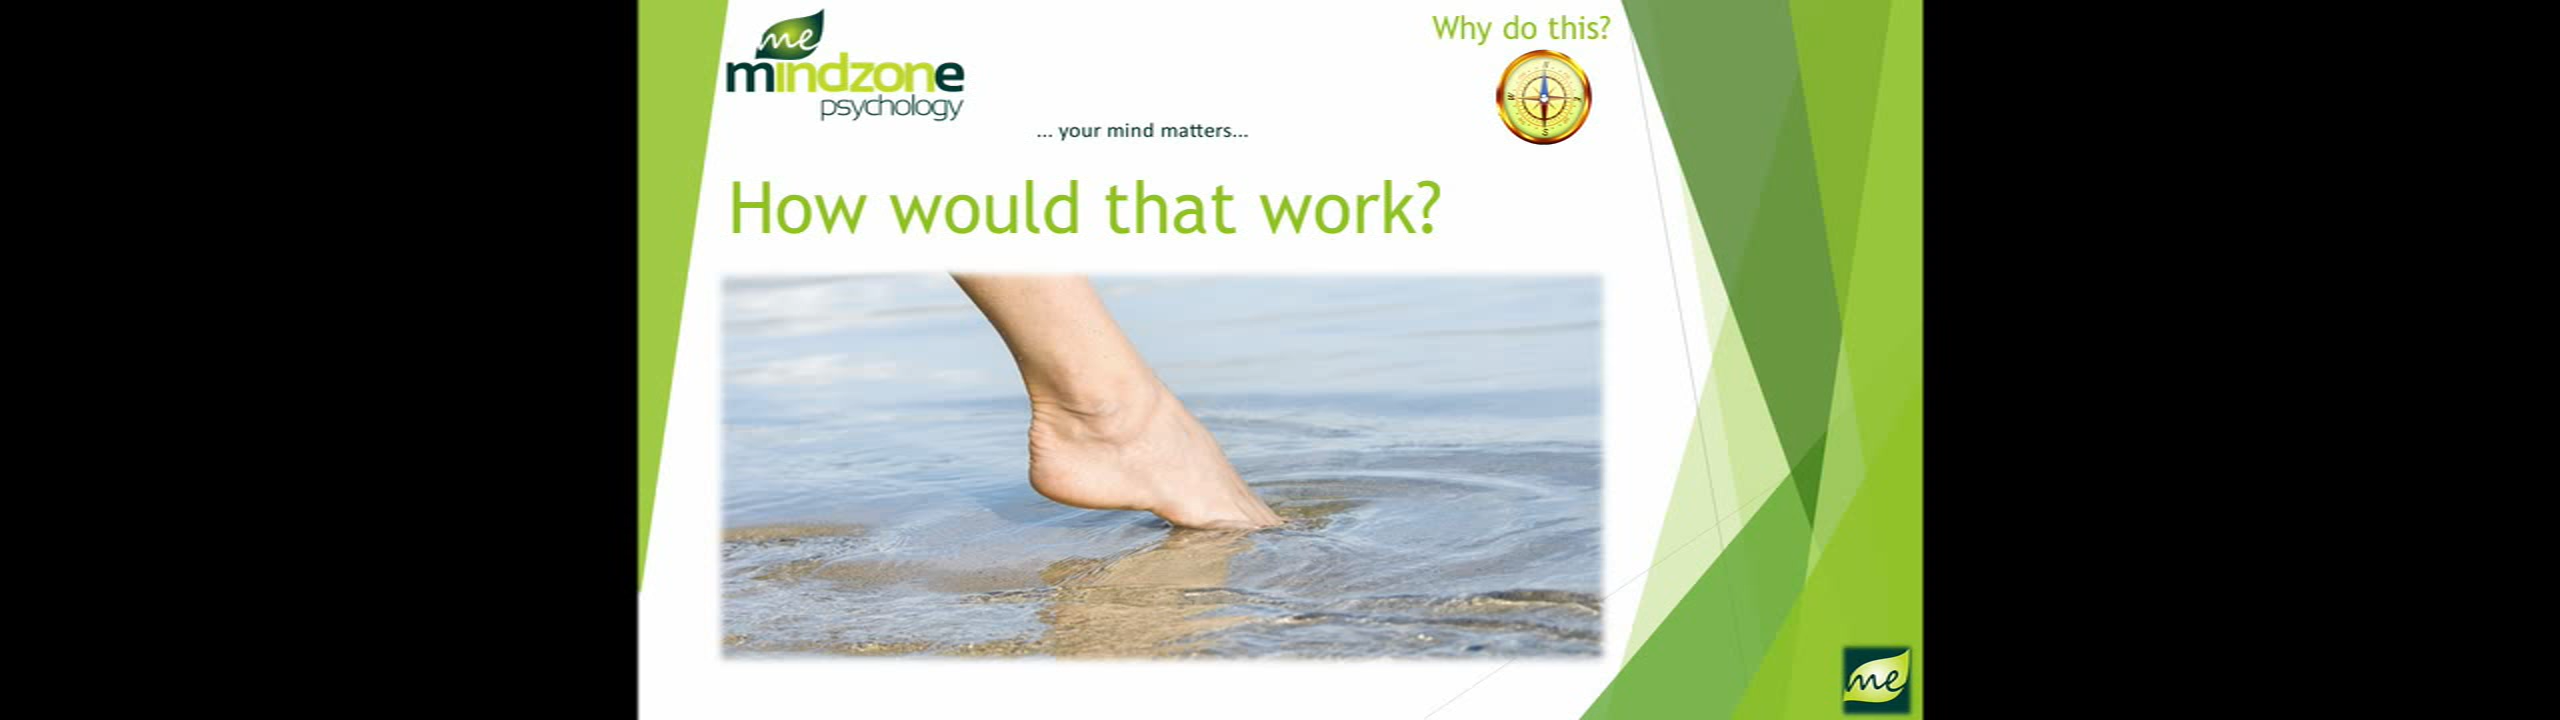 me
mindzone
psychology
Why do this?
... your mind matters...
How would that work?
me